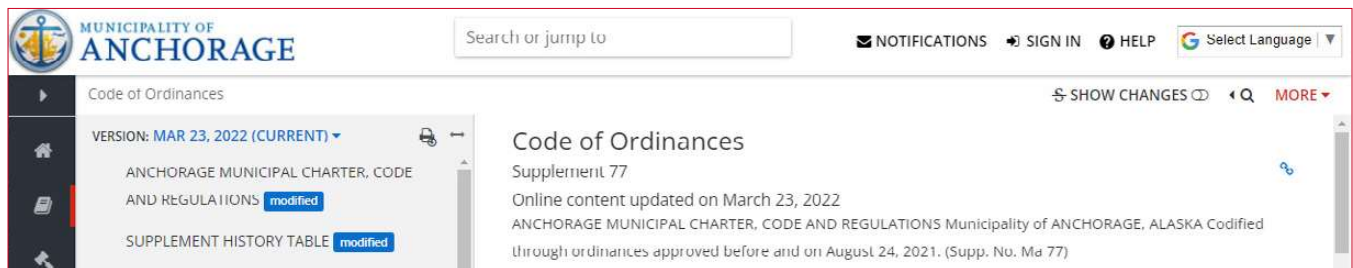 MUNICIPALITY OF
ANCHORAGE
Search or jump to
NOTIFICATIONS SIGN IN HELP Select Language
Code of Ordinances
SHOW CHANGES MORE
VERSION: MAR 23, 2022 (CURRENT)
ANCHORAGE MUNICIPAL CHARTER, CODE
AND REGULATIONS modified
SUPPLEMENT HISTORY TABLE modified
Code of Ordinances
Supplement 77
Online content updated on March 23, 2022
ANCHORAGE MUNICIPAL CHARTER, CODE AND REGULATIONS Municipality of ANCHORAGE, ALASKA Codified
through ordinances approved before and on August 24, 2021. (Supp. No. Ma 77)